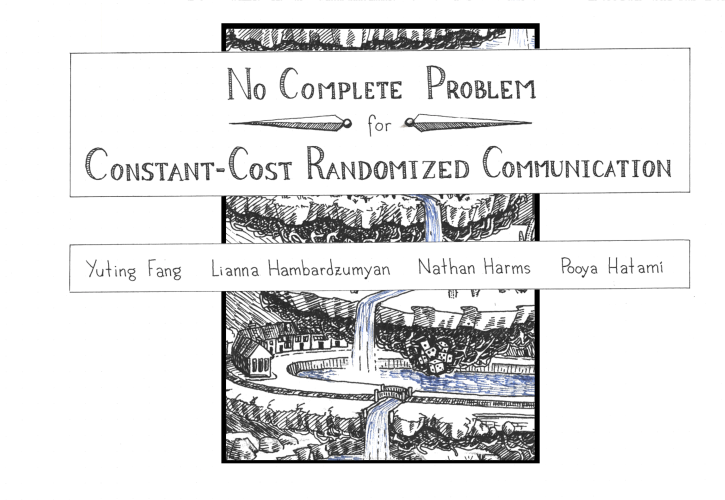 No Complete Problem
for
Constant-Cost Randomized Communication
Yuting Fang Lianna Hambardzumyan Nathan Harms Pooya Hatami